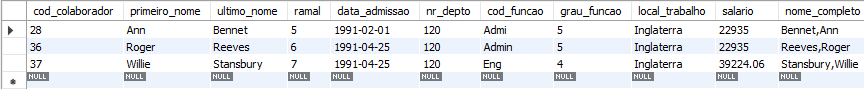 cod_colaborador primeiro_nome ultimo_nome ramal data_admissao nr_depto cod_funcao grau_funcao local_trabalho salario nome_completo
28 Ann Bennet 5 1991-02-01 120 Admi 5 Inglaterra 22935 Bennet,Ann
36 Roger Reeves 6 1991-04-25 120 Admin 5 Inglaterra 22935 Reeves,Roger
37 Willie Stansbury 7 1991-04-25 120 Eng 4 Inglaterra 39224.06 Stansbury,Willie
NULL NULL NULL NULL NULL NULL NULL NULL NULL NULL NULL